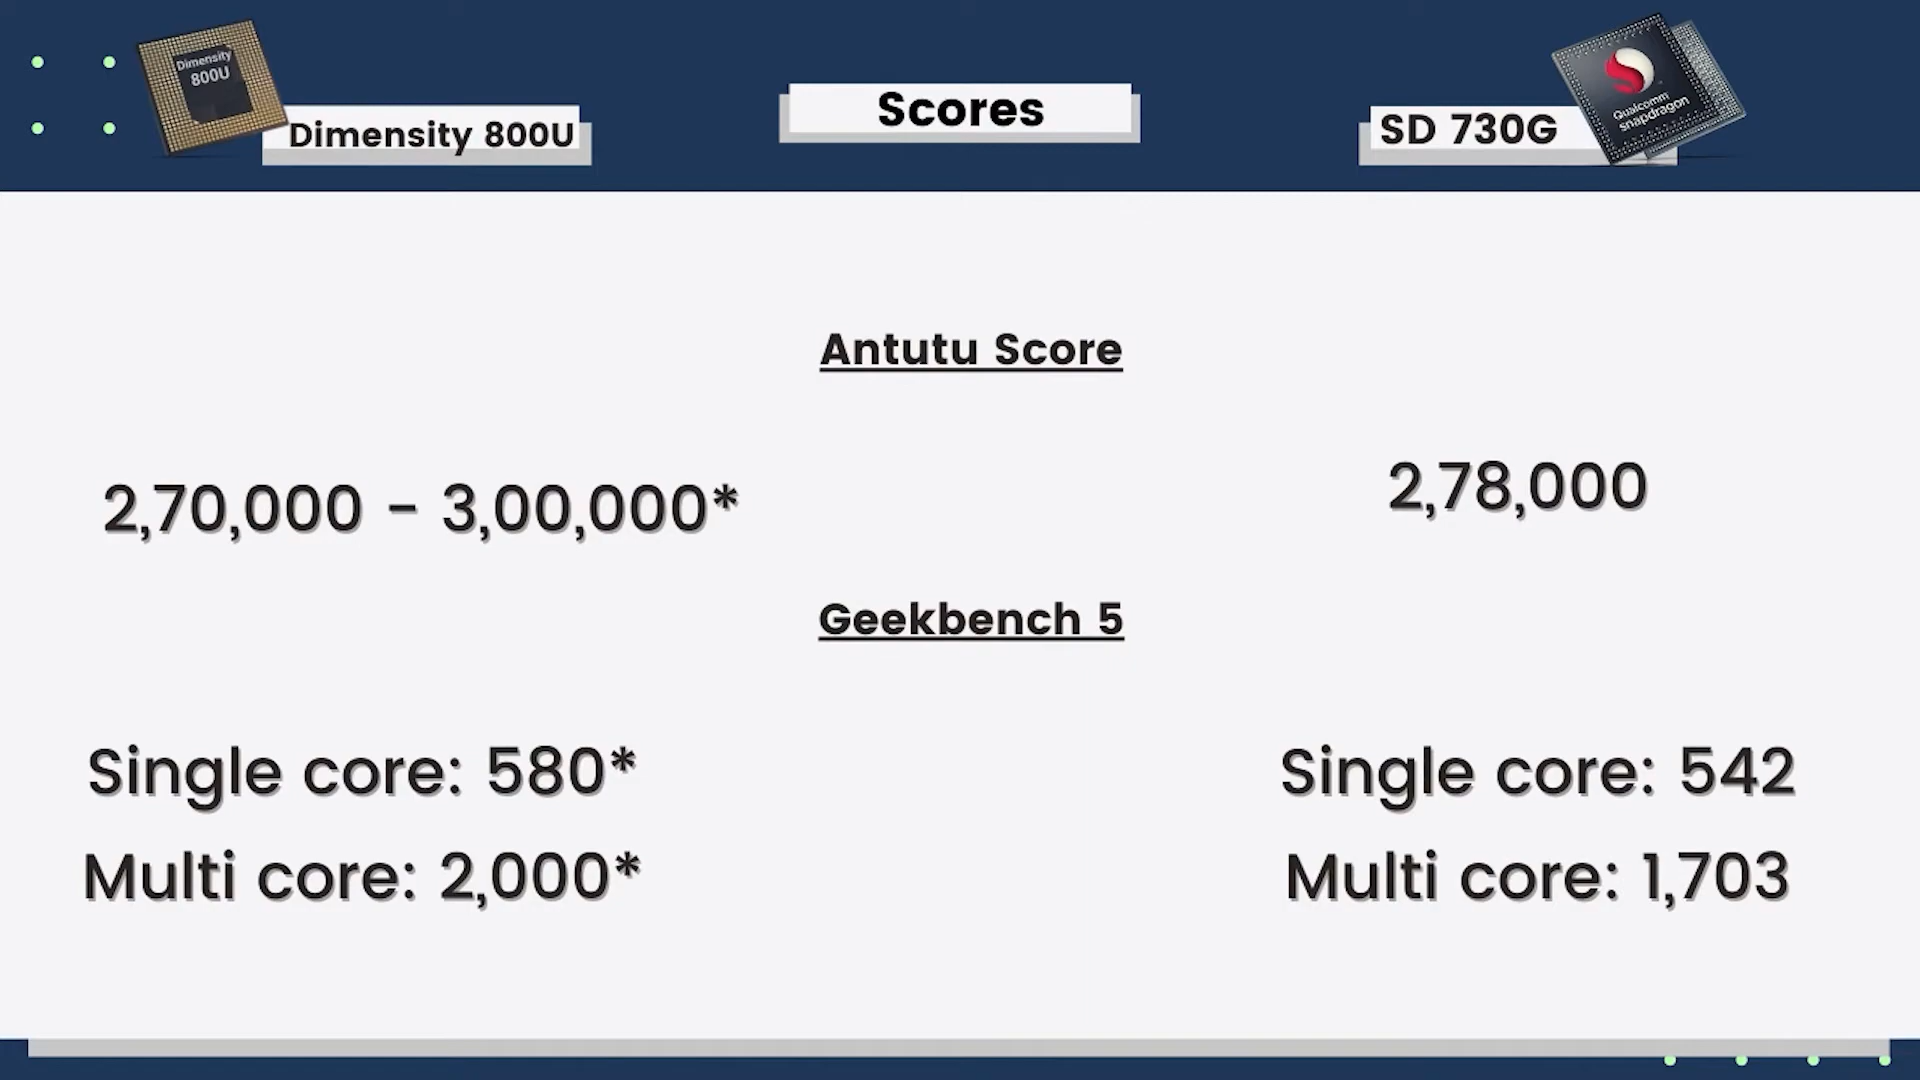 Dimensity
800U
Dimensity 800U
Scores
SD 730G
Qualcomm
snapdragon
Antutu Score
2,70,000 - 3,00,000*
2,78,000
Geekbench 5
Single core: 580*
Single core: 542
Multi core: 2,000*
Multi core: 1,703